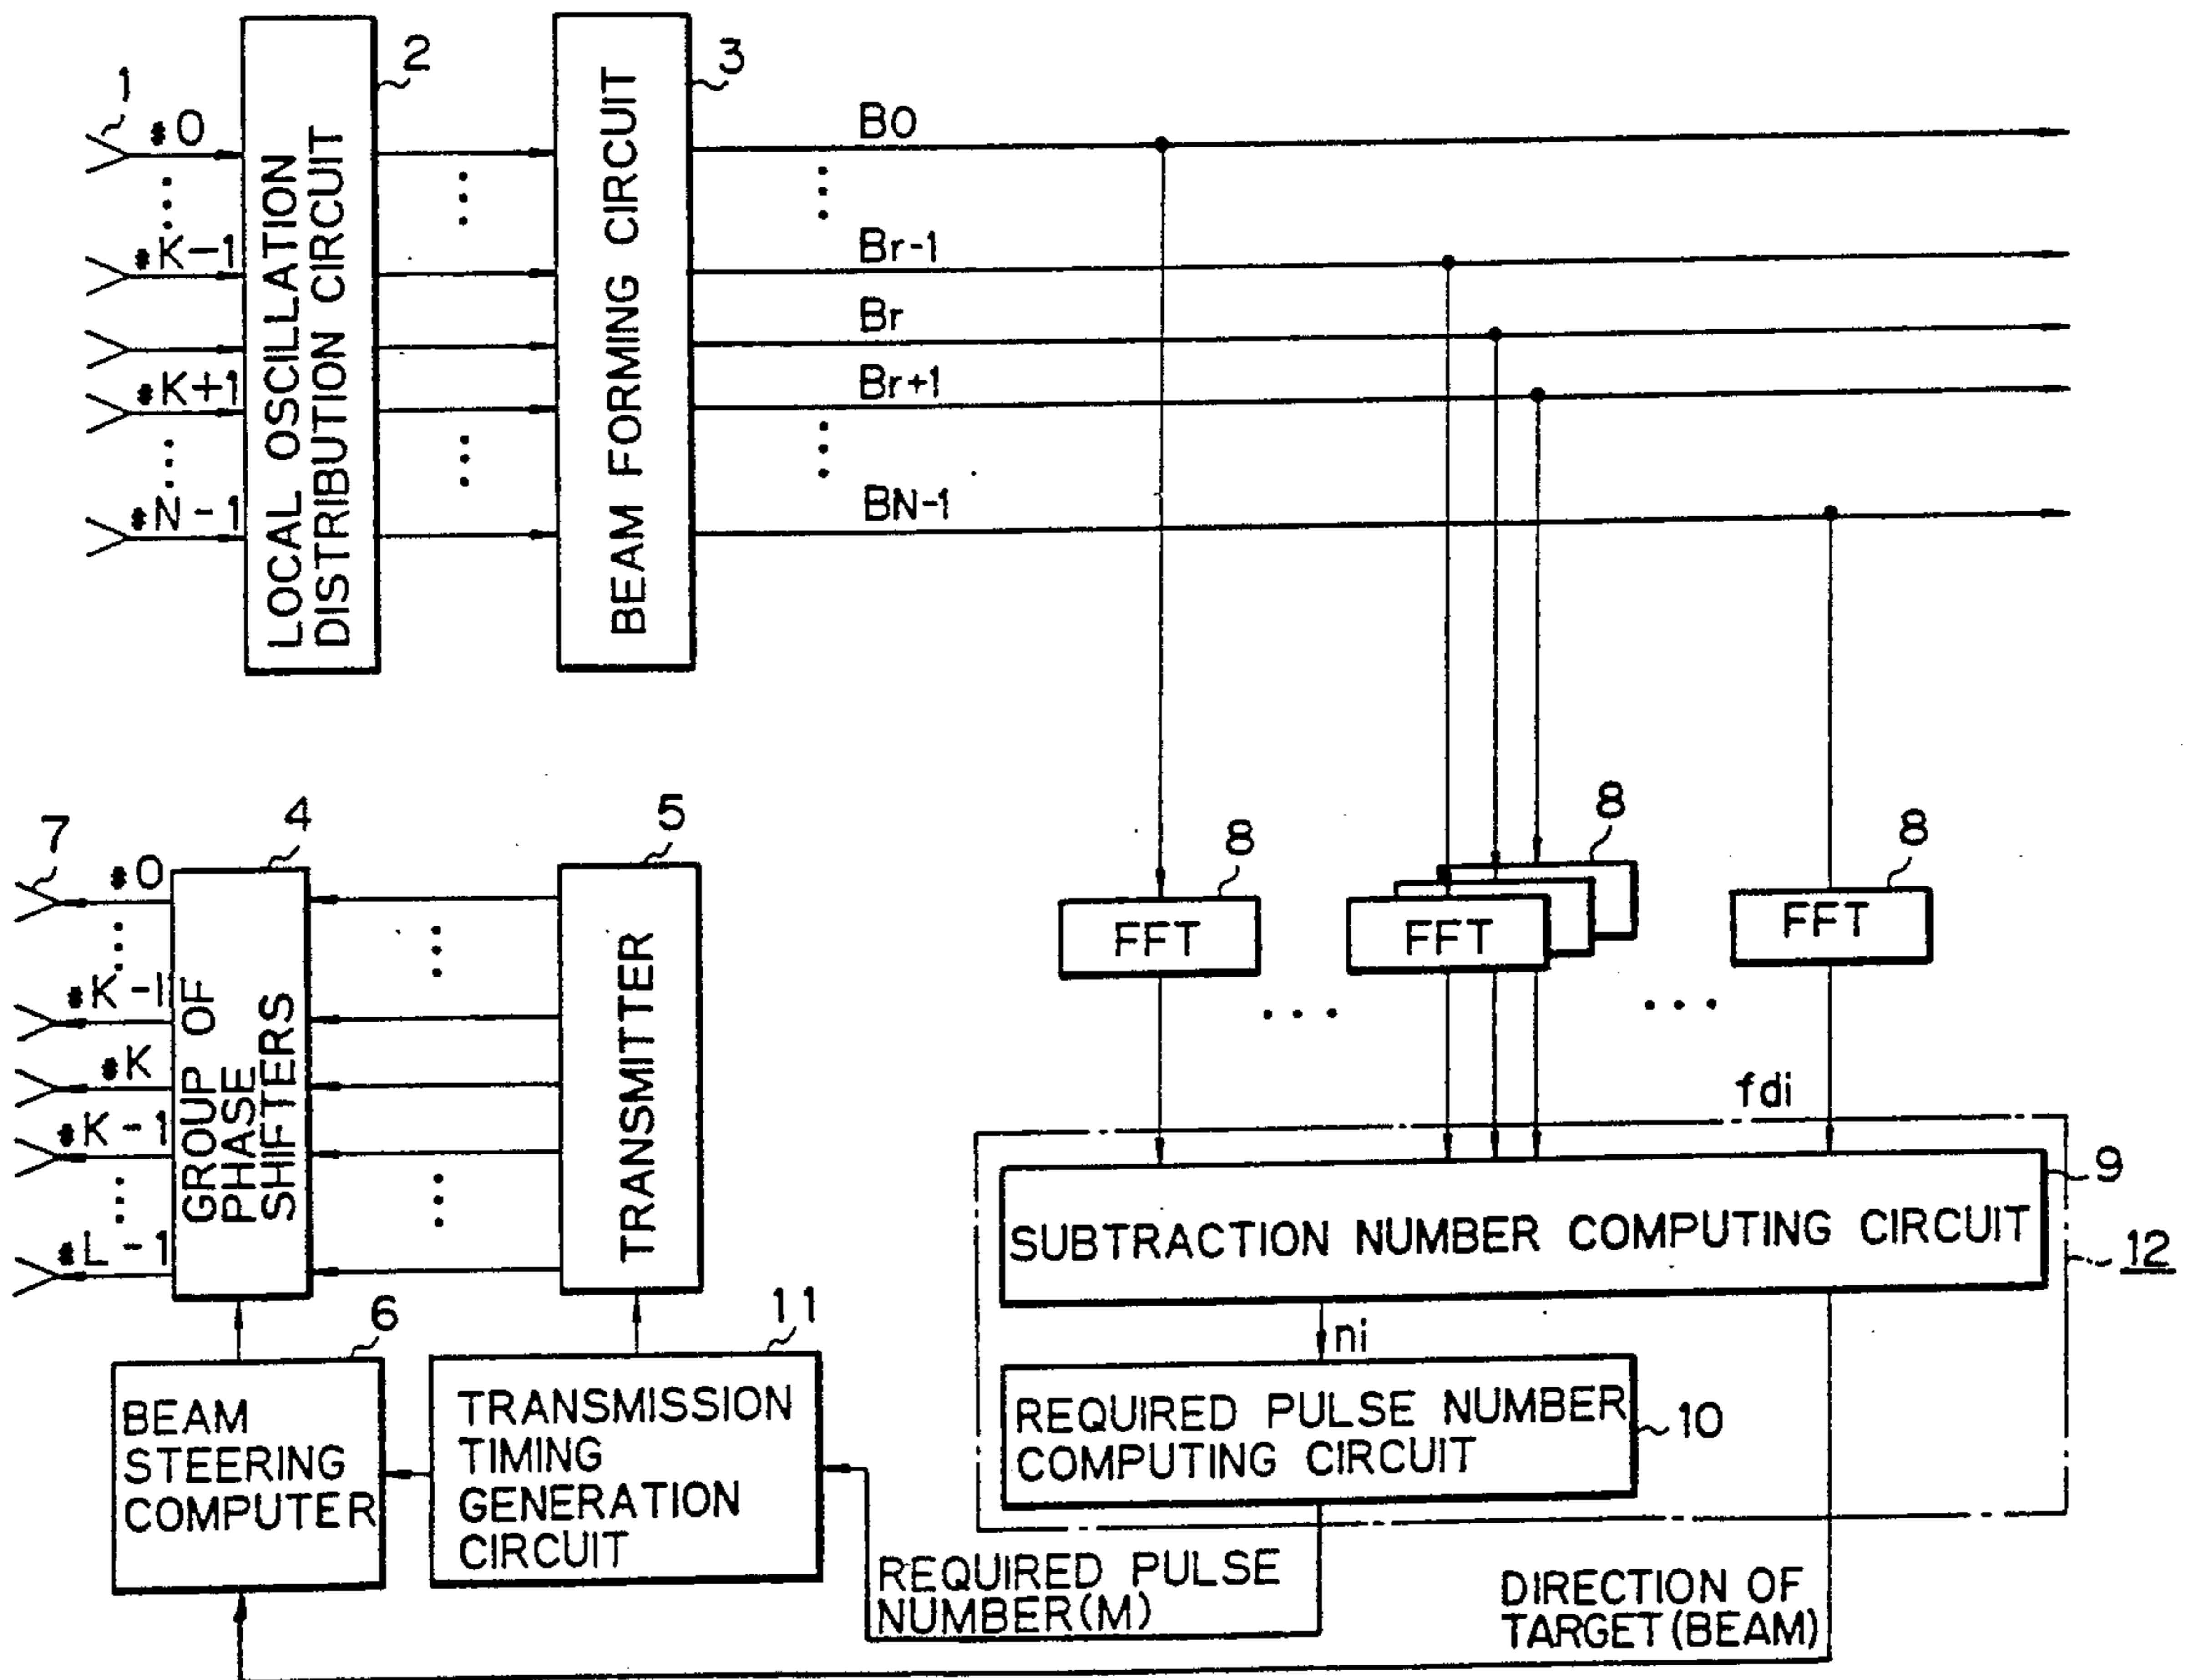 1
2
3
#0
#K-1
#K+1
#N-1
LOCAL OSCILLATION
DISTRIBUTION CIRCUIT
BEAM FORMING CIRCUIT
B0
Br-1
Br
Br+1
BN-1
7
4
5
#0
#K-1
#K
#K-1
#L-1
GROUP OF
PHASE
SHIFTERS
TRANSMITTER
8
8
8
FFT
FFT
FFT
fdi
9
SUBTRACTION NUMBER COMPUTING CIRCUIT
12
ni
REQUIRED PULSE NUMBER
COMPUTING CIRCUIT
10
6
11
BEAM
STEERING
COMPUTER
TRANSMISSION
TIMING
GENERATION
CIRCUIT
REQUIRED PULSE
NUMBER(M)
DIRECTION OF
TARGET(BEAM)